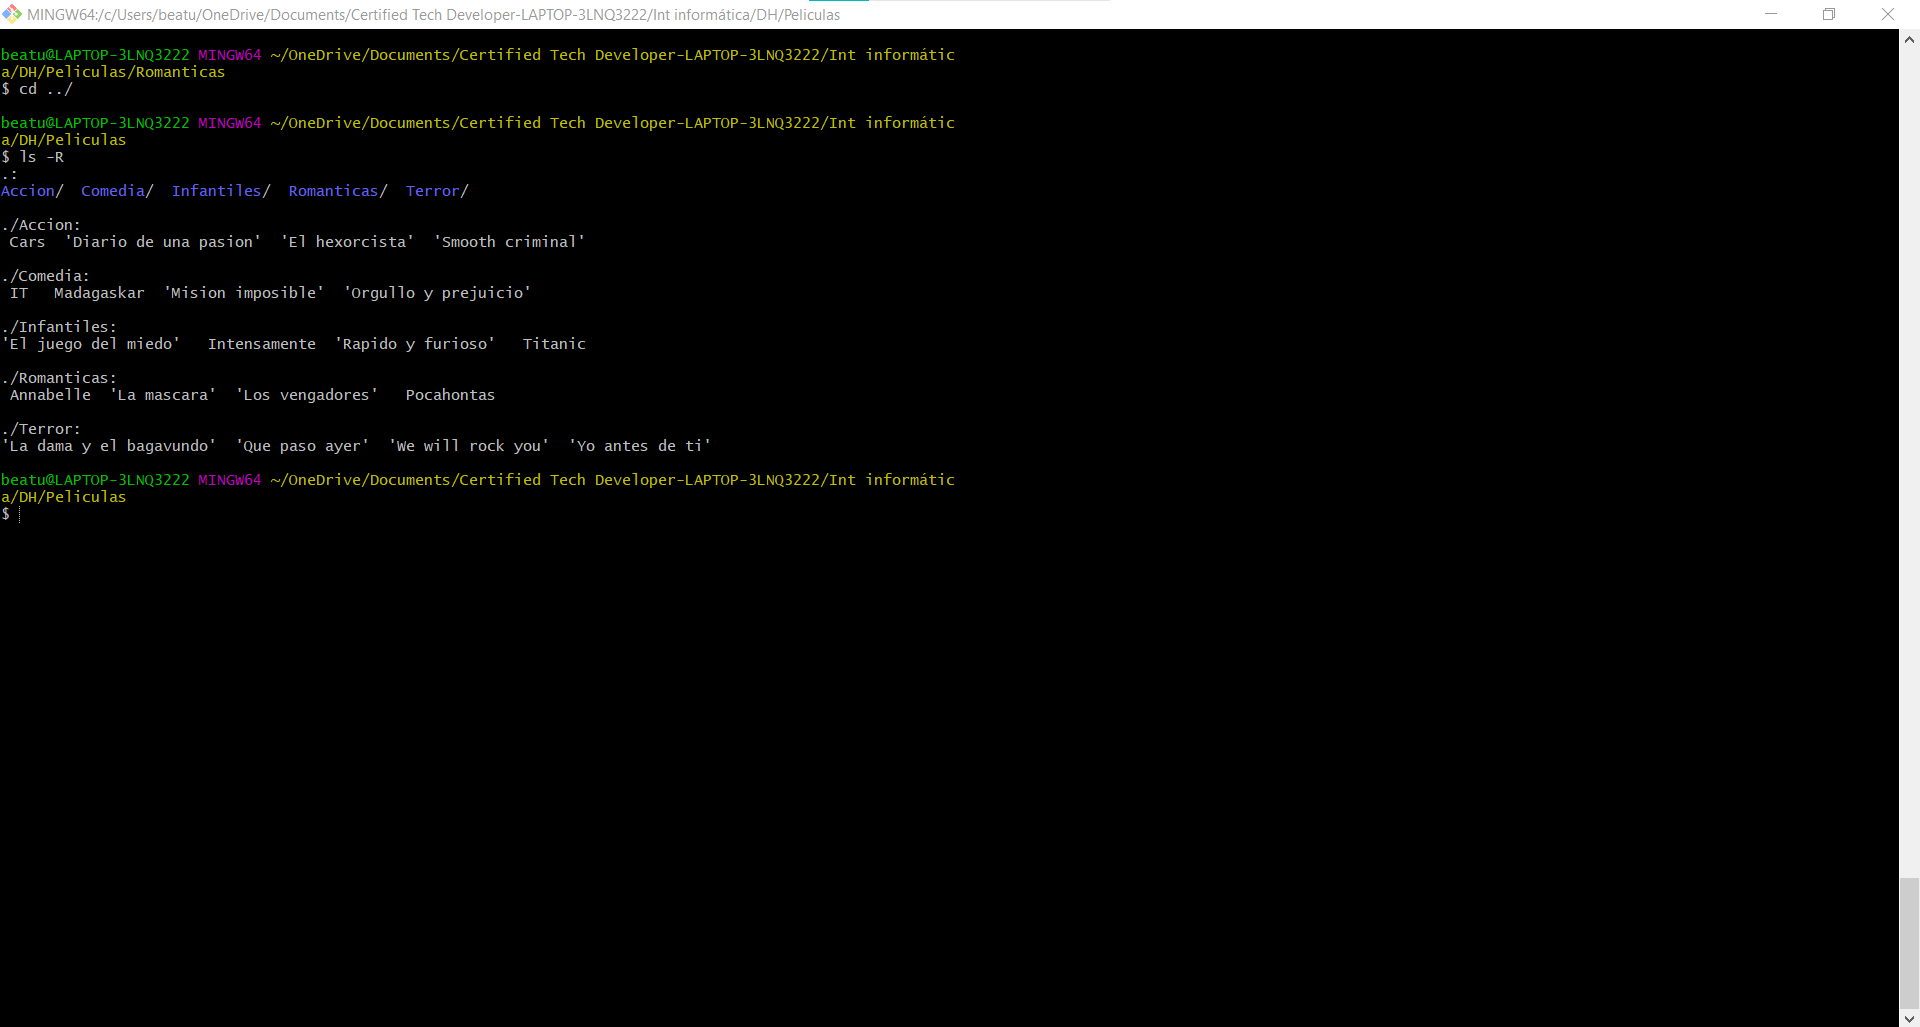 MINGW64:/c/Users/beatu/OneDrive/Documents/Certified Tech Developer-LAPTOP-3LNQ3222/Int informática/DH/Peliculas
beatu@LAPTOP-3LNQ3222 MINGW64 ~/OneDrive/Documents/Certified Tech Developer-LAPTOP-3LNQ3222/Int informátic
a/DH/Peliculas/Romanticas
$ cd ../
beatu@LAPTOP-3LNQ3222 MINGW64 ~/OneDrive/Documents/Certified Tech Developer-LAPTOP-3LNQ3222/Int informátic
a/DH/Peliculas
$ ls -R
.:
Accion/  Comedia/  Infantiles/  Romanticas/  Terror/
./Accion:
 Cars  'Diario de una pasion'  'El hexorcista'  'Smooth criminal'
./Comedia:
 IT   Madagaskar  'Mision imposible'  'Orgullo y prejuicio'
./Infantiles:
'El juego del miedo'   Intensamente  'Rapido y furioso'   Titanic
./Romanticas:
 Annabelle  'La mascara'  'Los vengadores'   Pocahontas
./Terror:
'La dama y el bagavundo'  'Que paso ayer'  'We will rock you'  'Yo antes de ti'
beatu@LAPTOP-3LNQ3222 MINGW64 ~/OneDrive/Documents/Certified Tech Developer-LAPTOP-3LNQ3222/Int informátic
a/DH/Peliculas
$